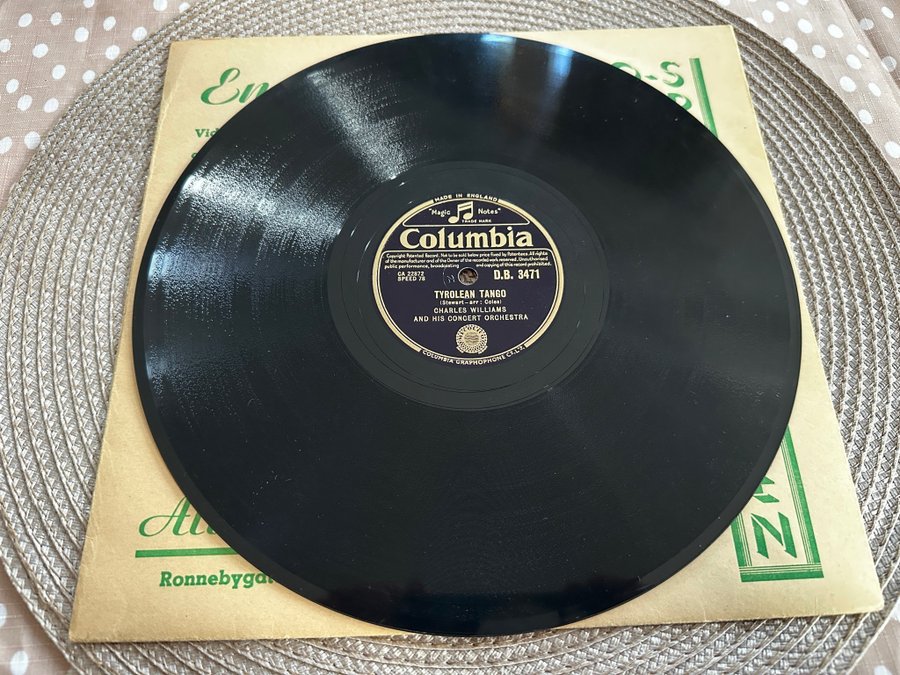 En
O-S
Vid
MADE IN ENGLAND
"Magic Notes"
TRADE MARK
Columbia
Copyright Patented Record. Not to be sold below price fixed by Patentees. All rights
of the manufacturer and of the Owner of the recorded work reserved. Unauthorised
public performance, broadcasting and copying of this record prohibited.
CA 22872
SPEED 78
D.B. 3471
TYROLEAN TANGO
(Stewart - arr: Coles)
CHARLES WILLIAMS
AND HIS CONCERT ORCHESTRA
COLUMBIA GRAPHOPHONE Co. LTD.
Ronnebygat
EN